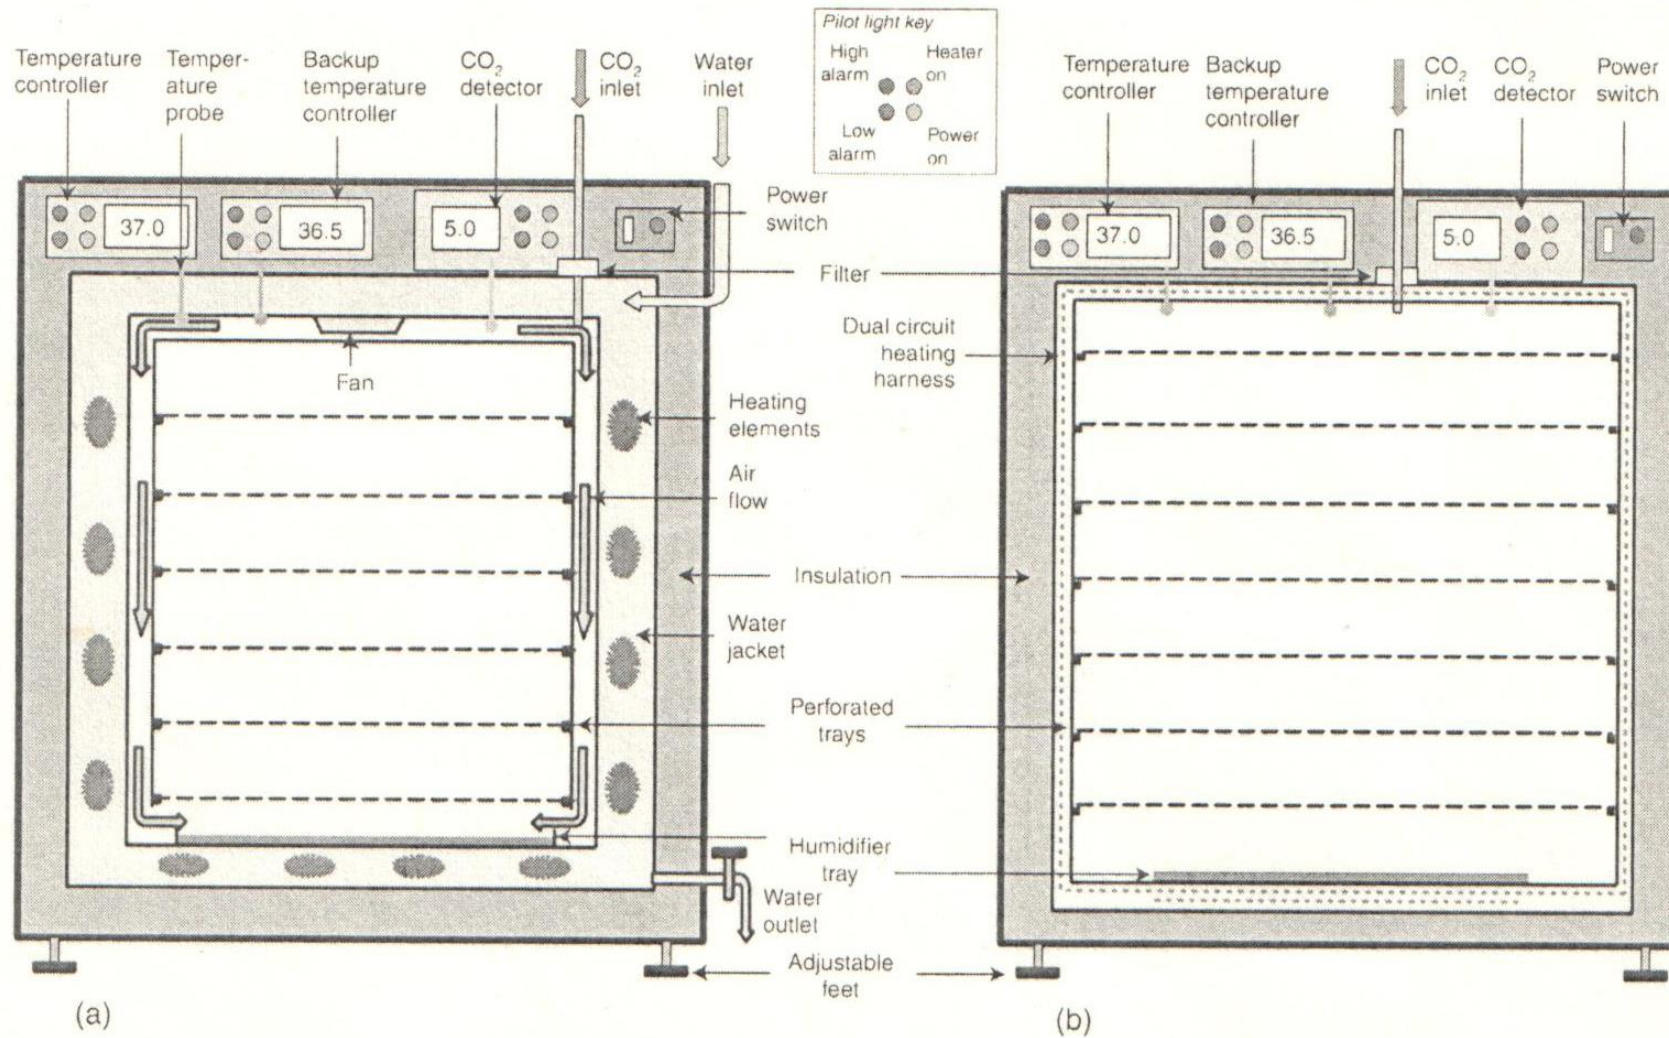 Temperature
controller
Temper-
ature
probe
Backup
temperature
controller
CO₂
detector
CO₂
inlet
Water
inlet
Pilot light key
High
alarm
Heater
on
Low
alarm
Power
on
Temperature
controller
Backup
temperature
controller
CO₂
inlet
CO₂
detector
Power
switch
37.0
36.5
5.0
Power
switch
37.0
36.5
5.0
Filter
Dual circuit
heating
harness
Fan
Heating
elements
Air
flow
Insulation
Water
jacket
Perforated
trays
Humidifier
tray
Water
outlet
Adjustable
feet
(a)
(b)